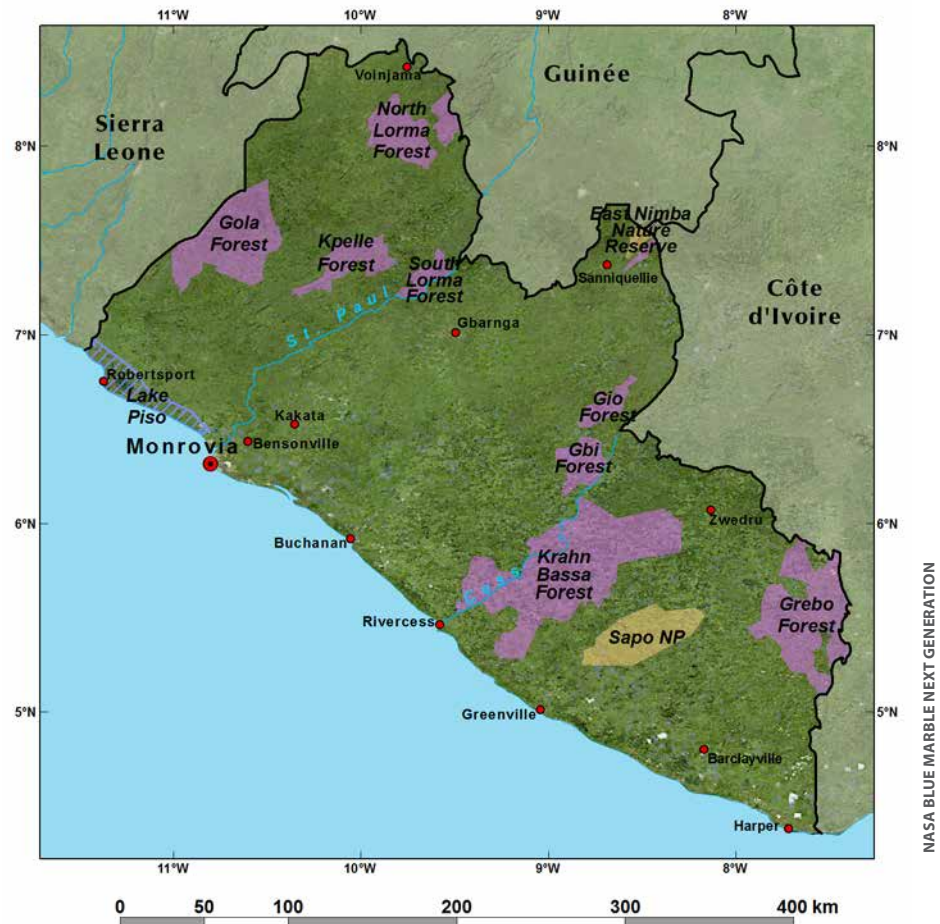 11°W
10°W
9°W
8°W
Voinjama
Guinée
North
Lorma
Forest
Sierra
Leone
8°N
8°N
Gola
Forest
Kpelle
Forest
South
Lorma
Forest
East Nimba
Nature
Reserve
Sanniquellie
Côte
d'Ivoire
St. Paul
Gbarnga
7°N
7°N
Robertsport
Lake
Piso
Kakata
Bensonville
Monrovia
Gio
Forest
Gbi
Forest
6°N
6°N
Zwedru
Buchanan
Krahn
Bassa
Forest
Cess
Grebo
Forest
Rivercess
Sapo NP
5°N
5°N
Greenville
Barclayville
Harper
11°W
10°W
9°W
8°W
0
50
100
200
300
400 km
NASA BLUE MARBLE NEXT GENERATION